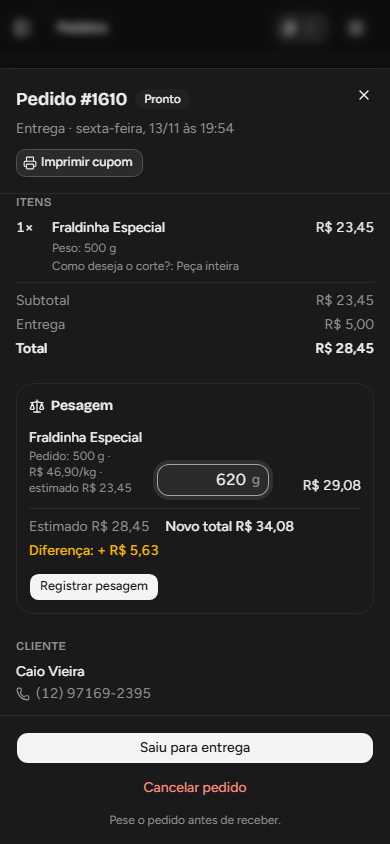 Pedidos
Pedido #1610 Pronto
Entrega · sexta-feira, 13/11 às 19:54
Imprimir cupom
ITENS
1× Fraldinha Especial R$ 23,45
Peso: 500 g
Como deseja o corte?: Peça inteira
Subtotal R$ 23,45
Entrega R$ 5,00
Total R$ 28,45
Pesagem
Fraldinha Especial
Pedido: 500 g ·
R$ 46,90/kg ·
estimado R$ 23,45
620 g
R$ 29,08
Estimado R$ 28,45 Novo total R$ 34,08
Diferença: + R$ 5,63
Registrar pesagem
CLIENTE
Caio Vieira
(12) 97169-2395
Saiu para entrega
Cancelar pedido
Pese o pedido antes de receber.